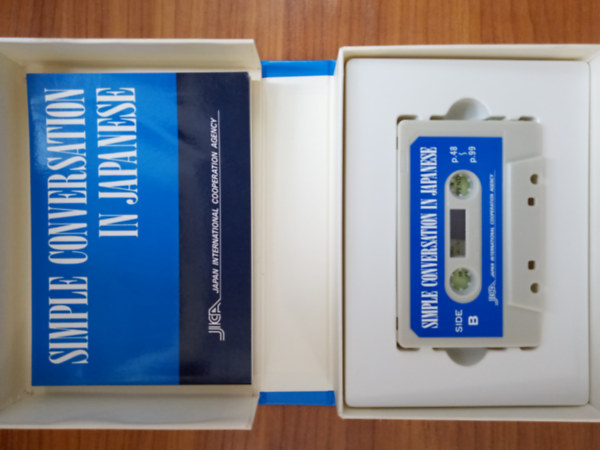 SIMPLE CONVERSATION
IN JAPANESE
JICA JAPAN INTERNATIONAL COOPERATION AGENCY
SIMPLE CONVERSATION IN JAPANESE
SIDE
B
p.48
~
p.99
JICA JAPAN INTERNATIONAL COOPERATION AGENCY